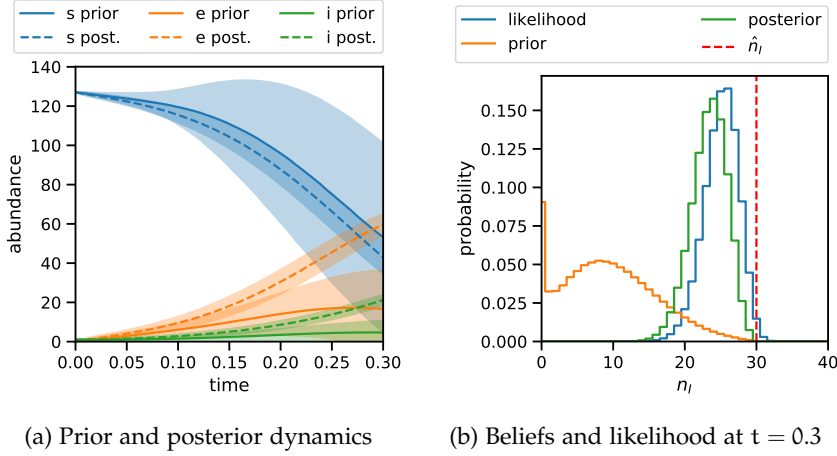 s prior e prior i prior
s post. e post. i post.
140
120
100
80
60
40
20
0
abundance
0.00 0.05 0.10 0.15 0.20 0.25 0.30
time
(a) Prior and posterior dynamics
likelihood posterior
prior n̂_I
0.150
0.125
0.100
0.075
0.050
0.025
0.000
probability
0 10 20 30 40
n_I
(b) Beliefs and likelihood at t = 0.3